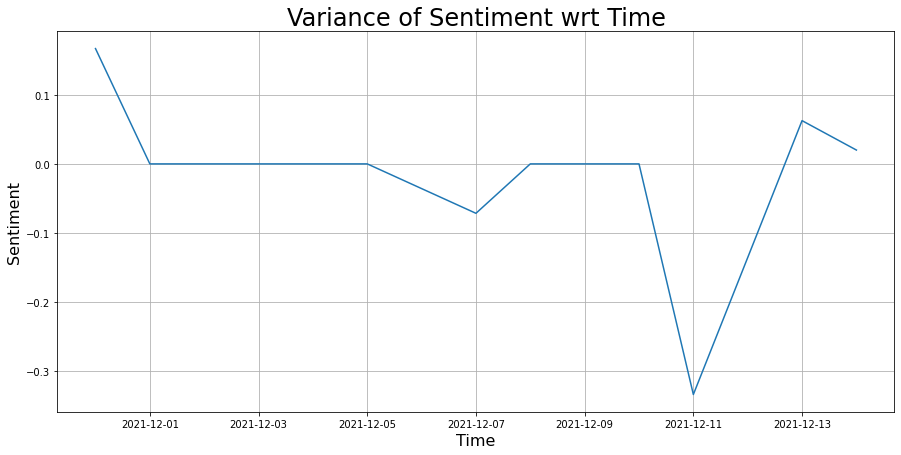 Variance of Sentiment wrt Time
Sentiment
0.1
0.0
−0.1
−0.2
−0.3
2021-12-01 2021-12-03 2021-12-05 2021-12-07 2021-12-09 2021-12-11 2021-12-13
Time